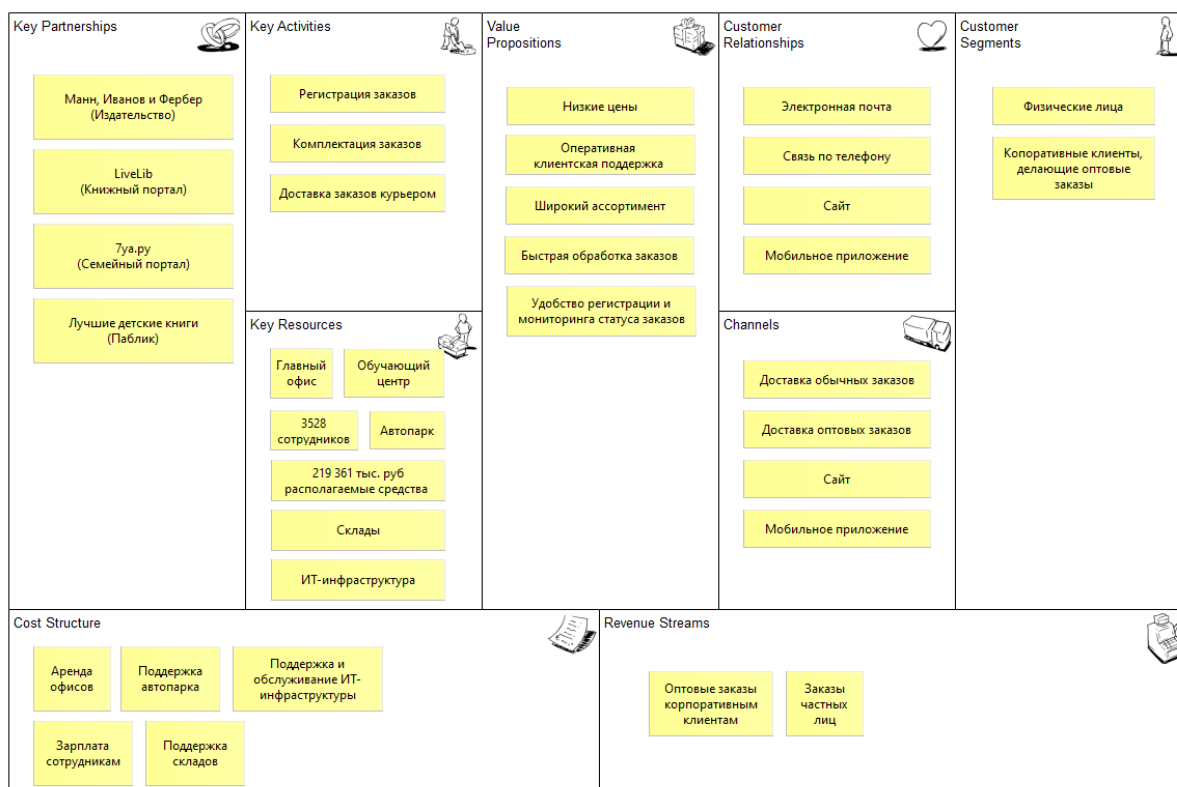 Key Partnerships
Манн, Иванов и Фербер
(Издательство)
LiveLib
(Книжный портал)
7уа.ру
(Семейный портал)
Лучшие детские книги
(Паблик)
Key Activities
Регистрация заказов
Комплектация заказов
Доставка заказов курьером
Key Resources
Главный
офис
Обучающий
центр
3528
сотрудников
Автопарк
219 361 тыс. руб
располагаемые средства
Склады
ИТ-инфраструктура
Value
Propositions
Низкие цены
Оперативная
клиентская поддержка
Широкий ассортимент
Быстрая обработка заказов
Удобство регистрации и
мониторинга статуса заказов
Customer
Relationships
Электронная почта
Связь по телефону
Сайт
Мобильное приложение
Channels
Доставка обычных заказов
Доставка оптовых заказов
Сайт
Мобильное приложение
Customer
Segments
Физические лица
Копоративные клиенты,
делающие оптовые
заказы
Cost Structure
Аренда
офисов
Поддержка
автопарка
Поддержка и
обслуживание ИТ-
инфраструктуры
Зарплата
сотрудникам
Поддержка
складов
Revenue Streams
Оптовые заказы
корпоративным
клиентам
Заказы
частных
лиц